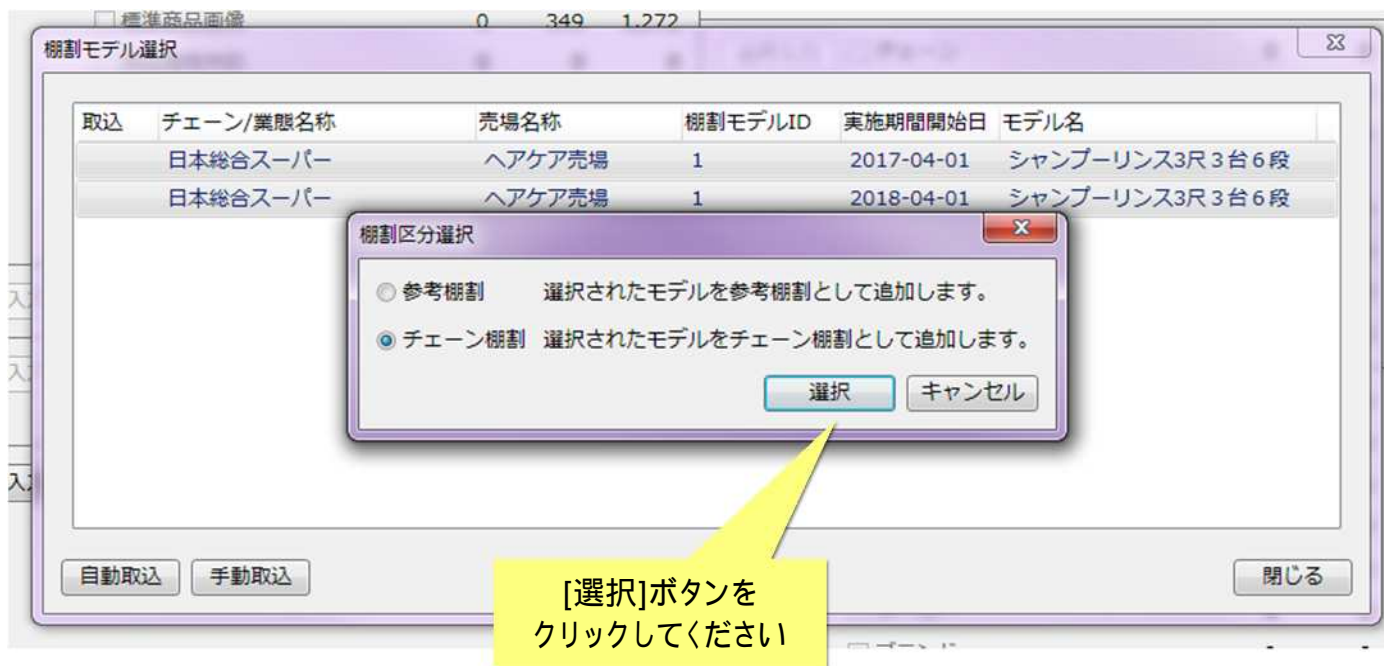 標準商品画像 0 349 1,272
棚割モデル選択
取込 チェーン/業態名称 売場名称 棚割モデルID 実施期間開始日 モデル名
日本総合スーパー ヘアケア売場 1 2017-04-01 シャンプーリンス3尺３台６段
日本総合スーパー ヘアケア売場 1 2018-04-01 シャンプーリンス3尺３台６段
棚割区分選択
参考棚割 選択されたモデルを参考棚割として追加します。
チェーン棚割 選択されたモデルをチェーン棚割として追加します。
選択 キャンセル
自動取込 手動取込 閉じる
[選択]ボタンを
クリックしてください